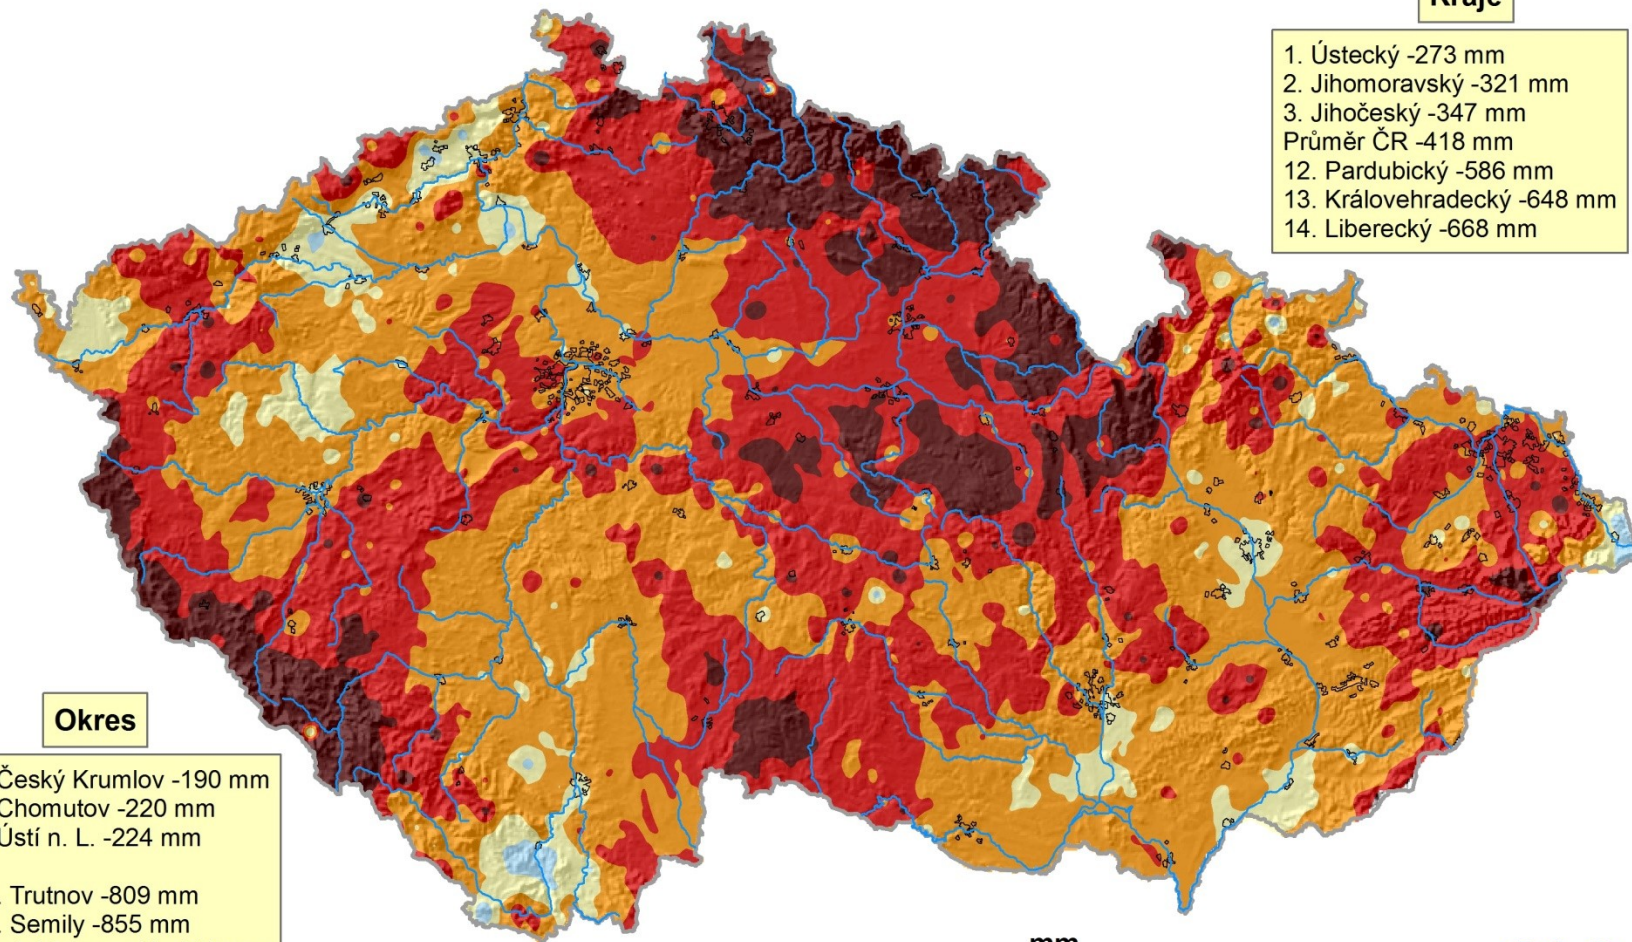 Kraje
1. Ústecký -273 mm
2. Jihomoravský -321 mm
3. Jihočeský -347 mm
Průměr ČR -418 mm
12. Pardubický -586 mm
13. Královehradecký -648 mm
14. Liberecký -668 mm
Okres
Český Krumlov -190 mm
Chomutov -220 mm
Ústí n. L. -224 mm
. Trutnov -809 mm
. Semily -855 mm
mm